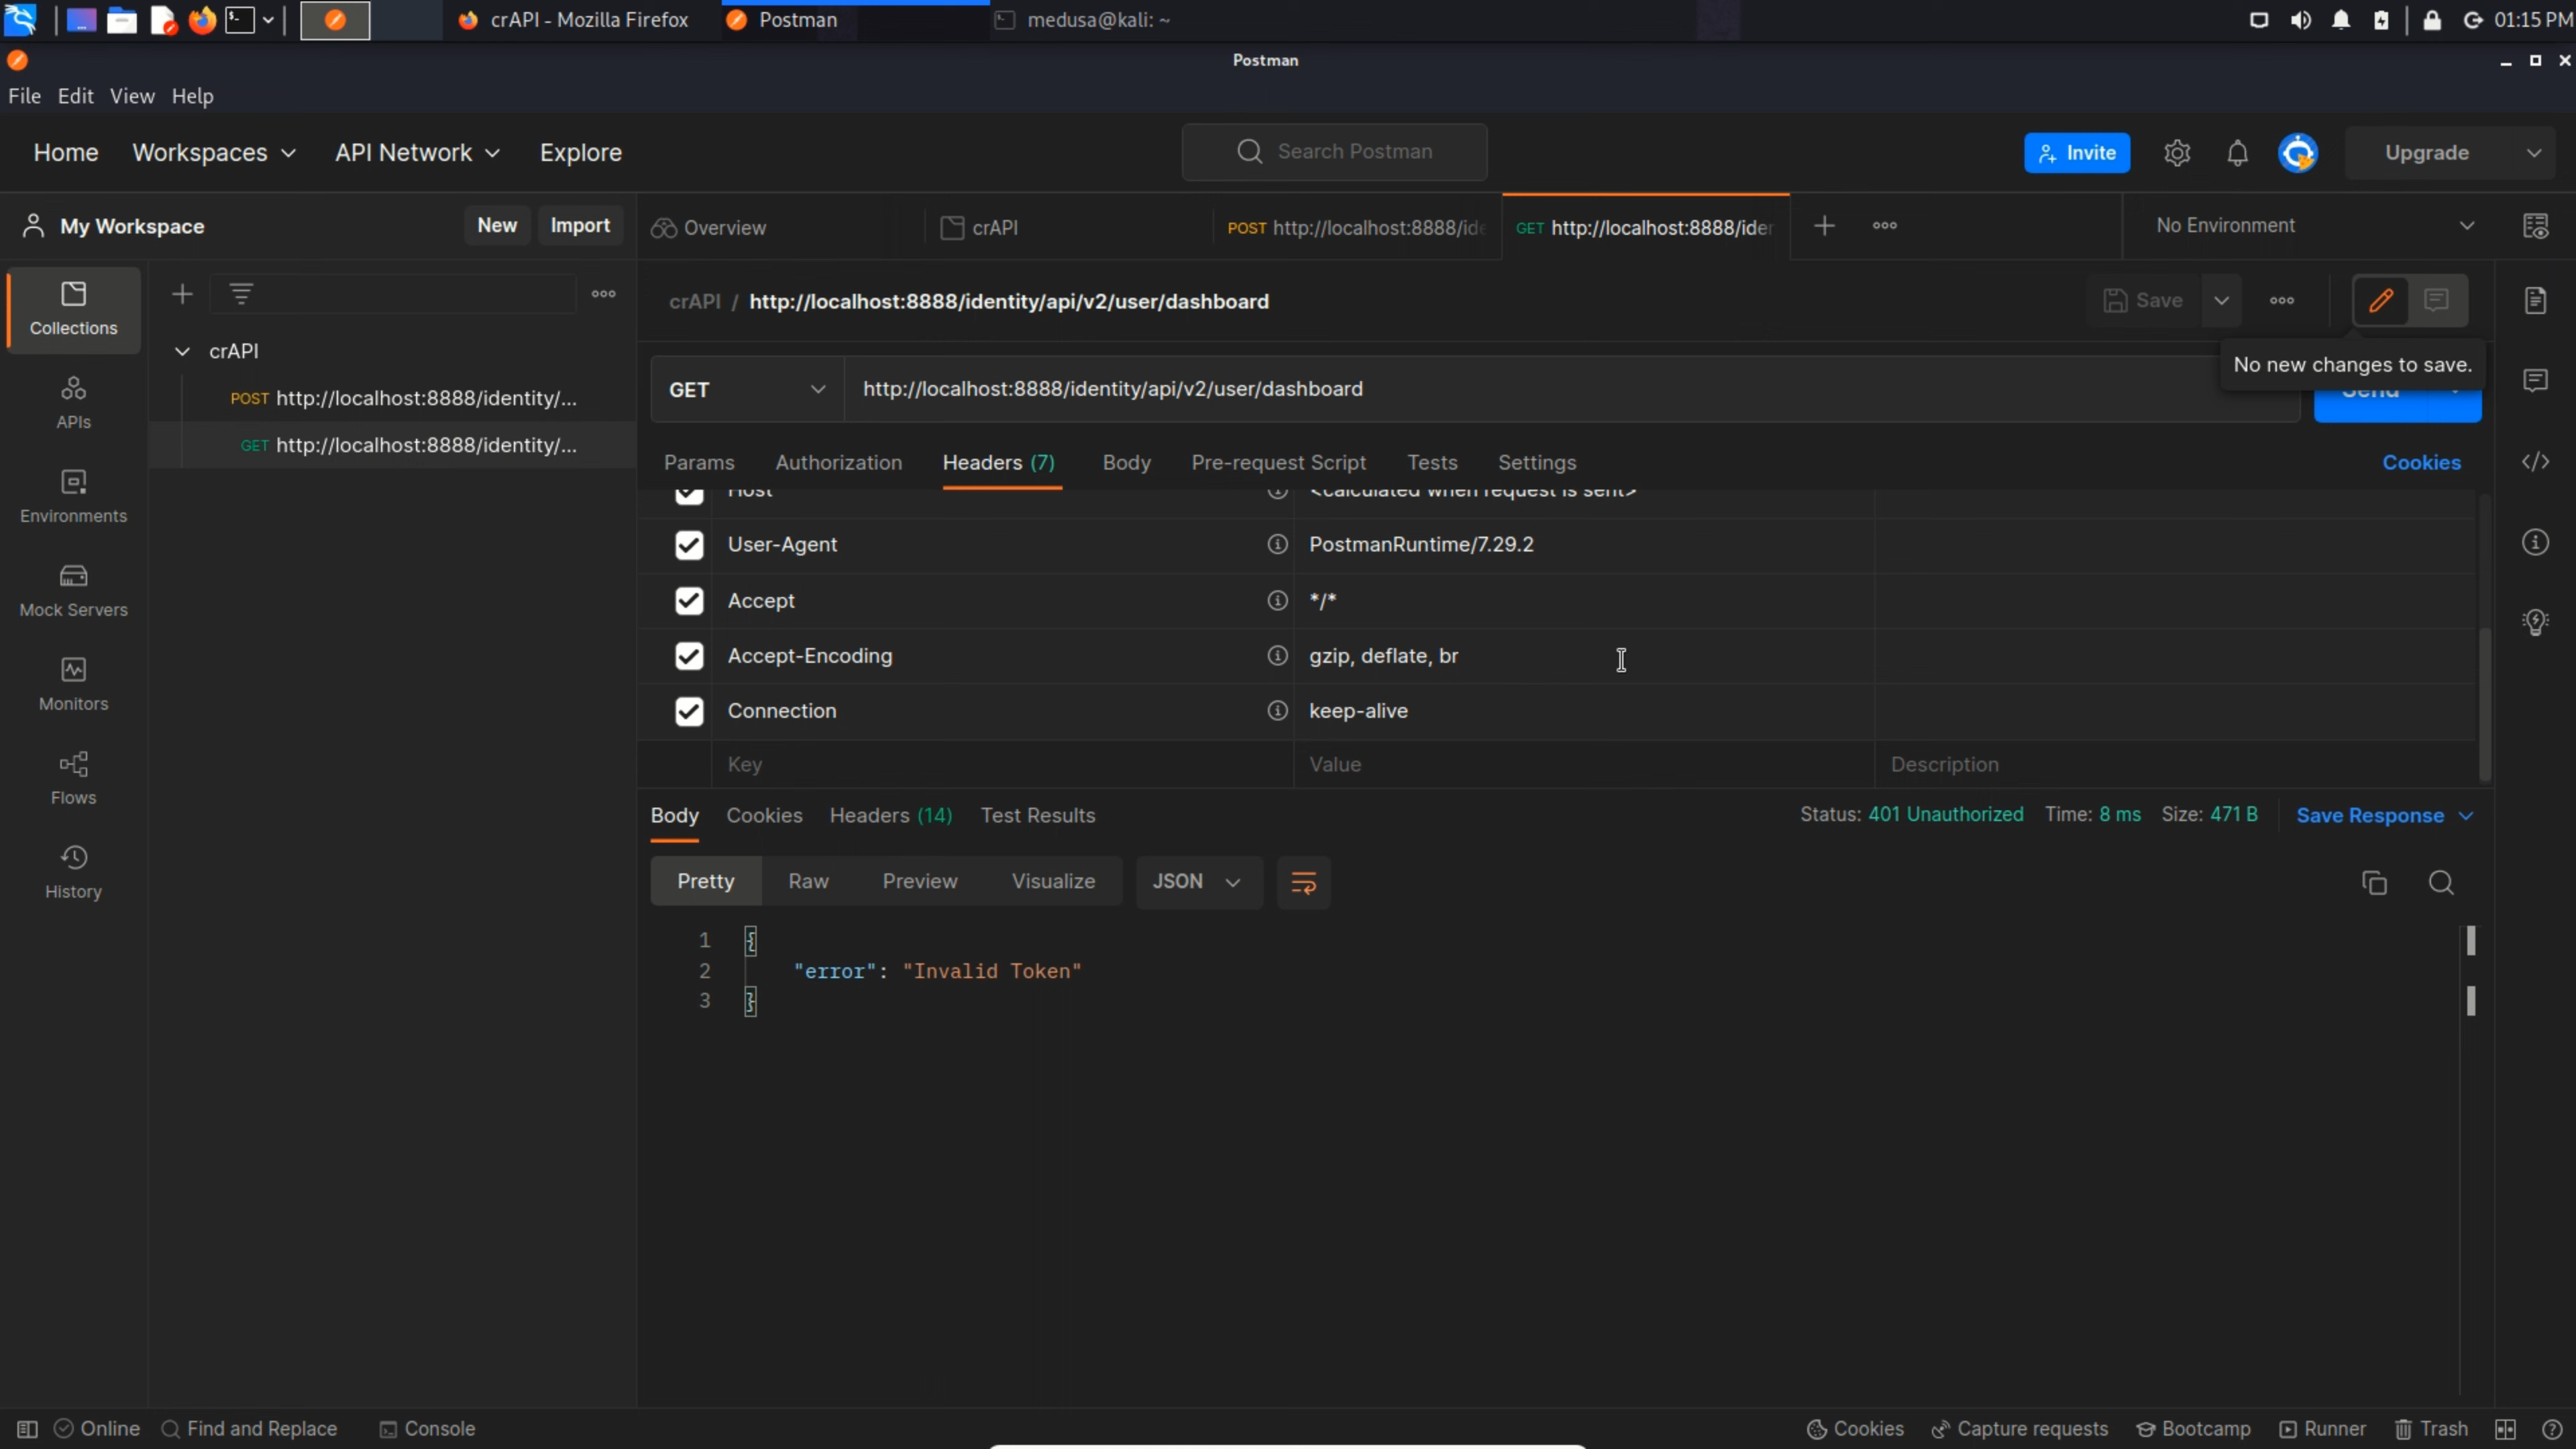 crAPI - Mozilla Firefox
Postman
medusa@kali: ~
01:15 PM
Postman
File Edit View Help
Home Workspaces API Network Explore
Search Postman
Invite
Upgrade
My Workspace
New
Import
Overview
crAPI
POST http://localhost:8888/ide
GET http://localhost:8888/ider
No Environment
Collections
APIs
Environments
Mock Servers
Monitors
Flows
History
crAPI
POST http://localhost:8888/identity/...
GET http://localhost:8888/identity/...
crAPI / http://localhost:8888/identity/api/v2/user/dashboard
Save
No new changes to save.
GET
http://localhost:8888/identity/api/v2/user/dashboard
Send
Params Authorization Headers (7) Body Pre-request Script Tests Settings
Cookies
Host <calculated when request is sent>
User-Agent PostmanRuntime/7.29.2
Accept */*
Accept-Encoding gzip, deflate, br
Connection keep-alive
Key Value Description
Body Cookies Headers (14) Test Results
Status: 401 Unauthorized Time: 8 ms Size: 471 B
Save Response
Pretty Raw Preview Visualize JSON
1 {
2 "error": "Invalid Token"
3 }
Online Find and Replace Console
Cookies Capture requests Bootcamp Runner Trash